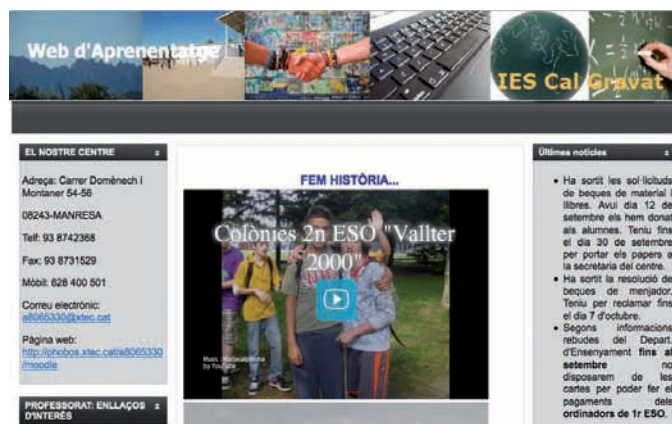 Web d'Aprenentatge
IES Cal Gravat
EL NOSTRE CENTRE
Adreça: Carrer Domènech i
Montaner 54-56
08243-MANRESA
Telf: 93 8742368
Fax: 93 8731529
Mòbil: 628 400 501
Correu electrònic:
a8065330@xtec.cat
Pàgina web:
http://phobos.xtec.cat/a8065330
/moodle
PROFESSORAT: ENLLAÇOS
D'INTERÉS
FEM HISTÒRIA...
Colònies 2n ESO "Vallter
2000"
by YouTube
Últimes notícies
• Ha sortit les sol·licituds
de beques de material i
llibres. Avui dia 12 de
setembre els hem donat
als alumnes. Teniu fins
el dia 30 de setembre
per portar els papers a
la secretaria del centre.
• Ha sortit la resolució de
beques de menjador.
Teniu per reclamar fins
el dia 7 d'octubre.
• Segons informacions
rebudes del Depart.
d'Ensenyament fins al
setembre no
disposarem de les
cartes per poder fer el
pagaments dels
ordinadors de 1r ESO.